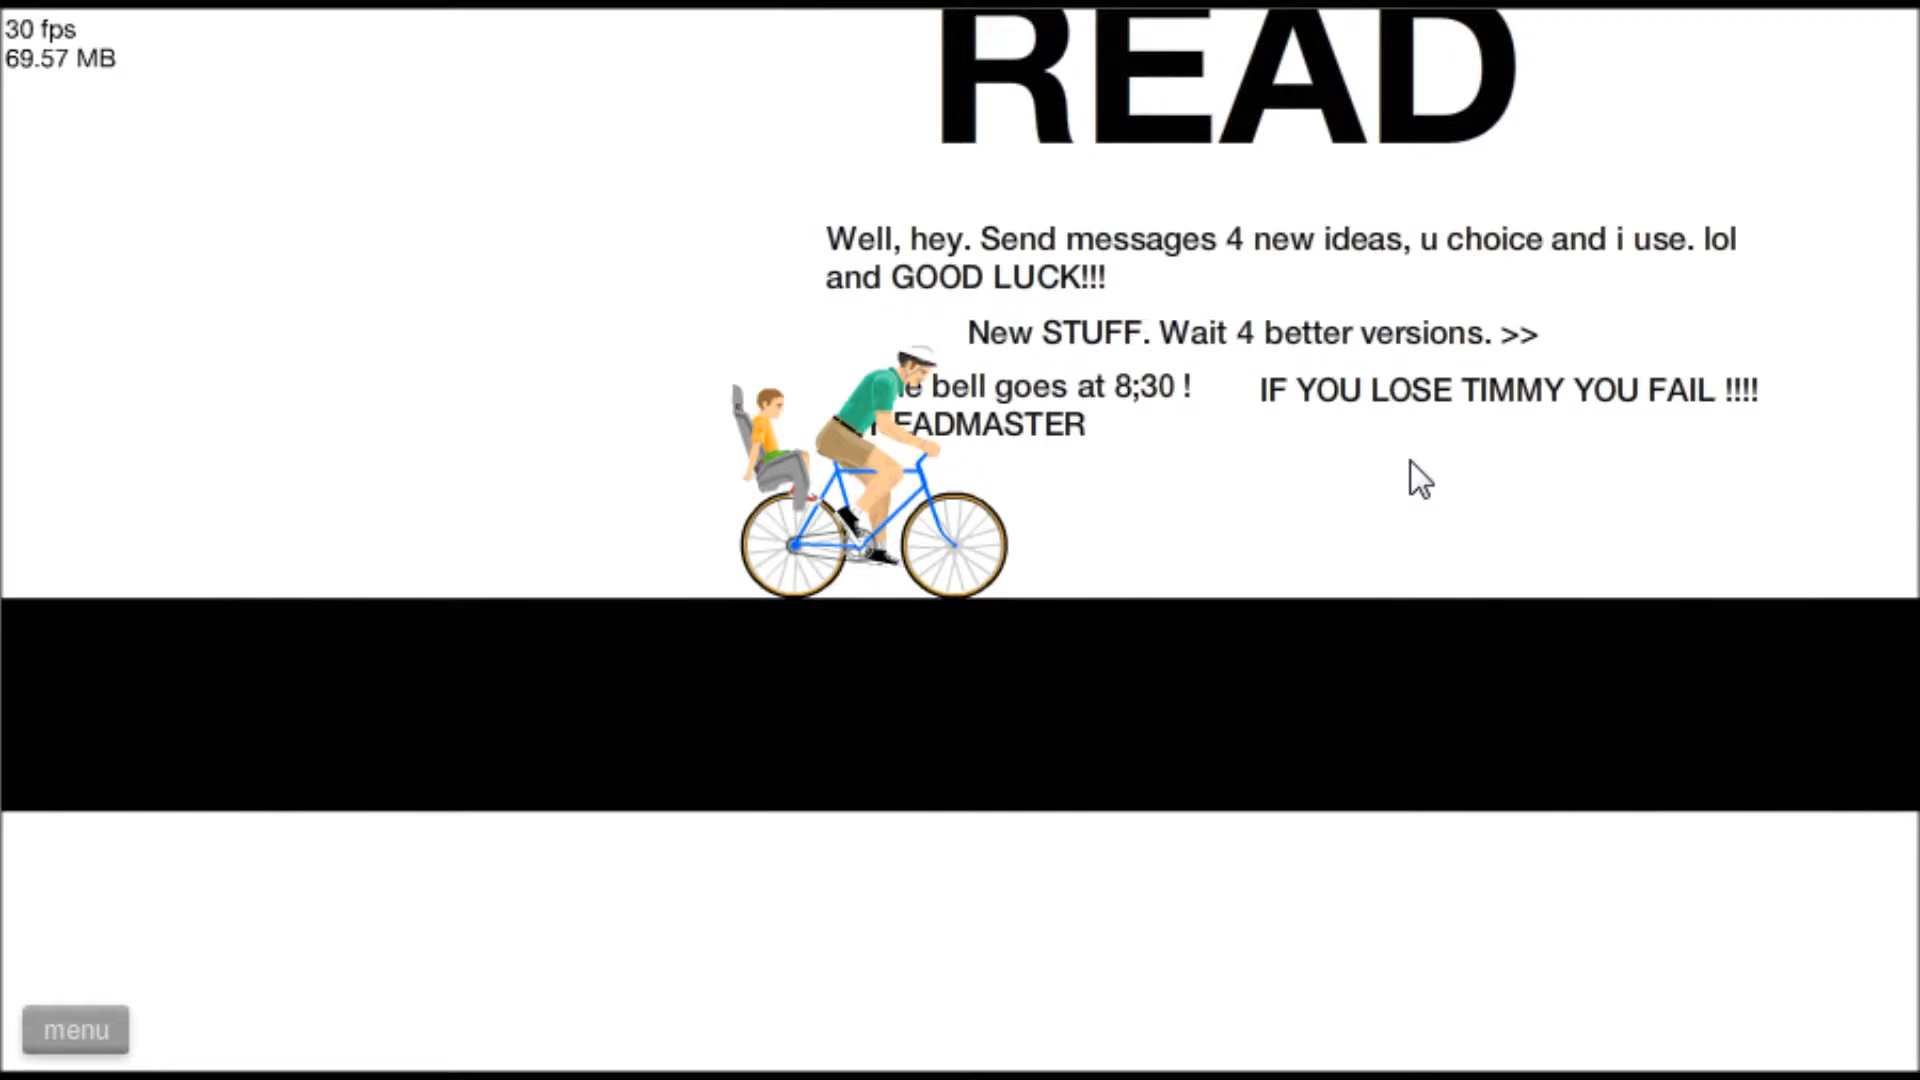 30 fps
69.57 MB
READ
Well, hey. Send messages 4 new ideas, u choice and i use. lol
and GOOD LUCK!!!
New STUFF. Wait 4 better versions. >>
bell goes at 8;30 !
IF YOU LOSE TIMMY YOU FAIL !!!!
HEADMASTER
menu